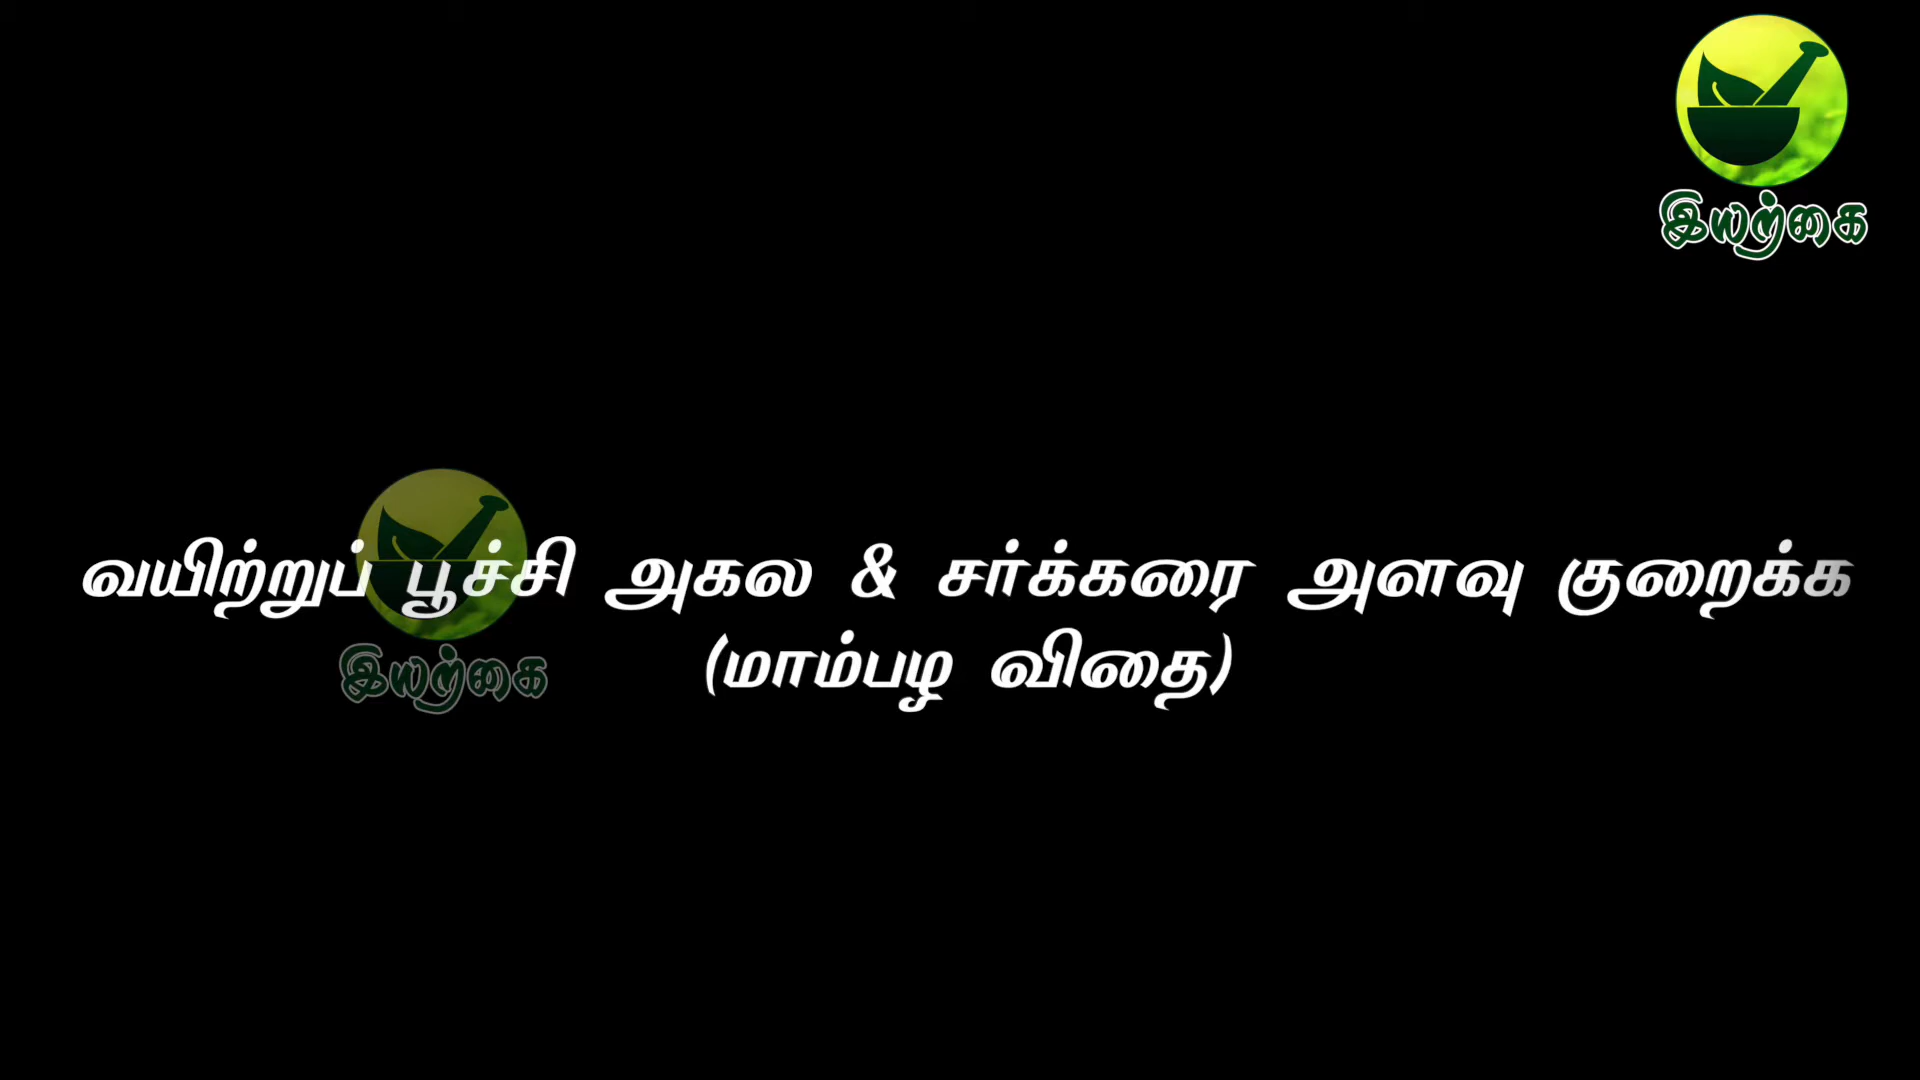 இயற்கை
வயிற்றுப் பூச்சி அகல & சர்க்கரை அளவு குறைக்க
(மாம்பழ விதை)
இயற்கை